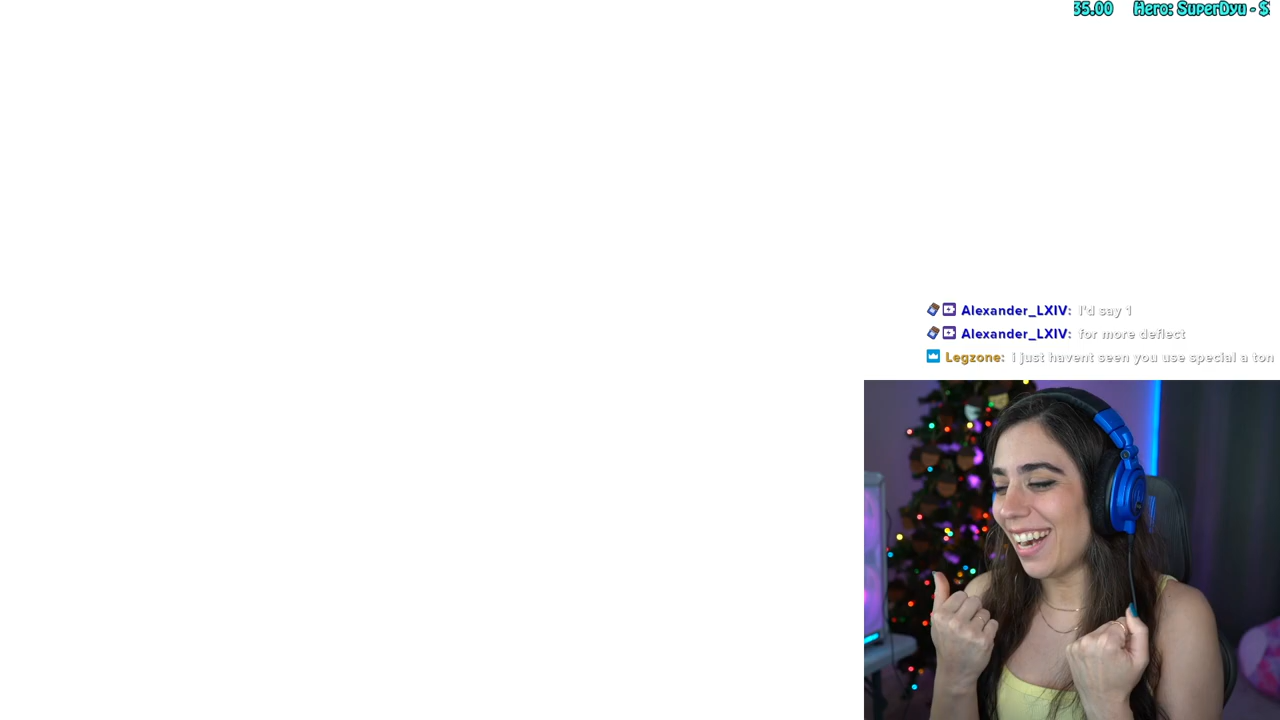 35.00 Hero: SuperDyu - $
Alexander_LXIV: I'd say 1
Alexander_LXIV: for more deflect
Legzone: i just havent seen you use special a ton